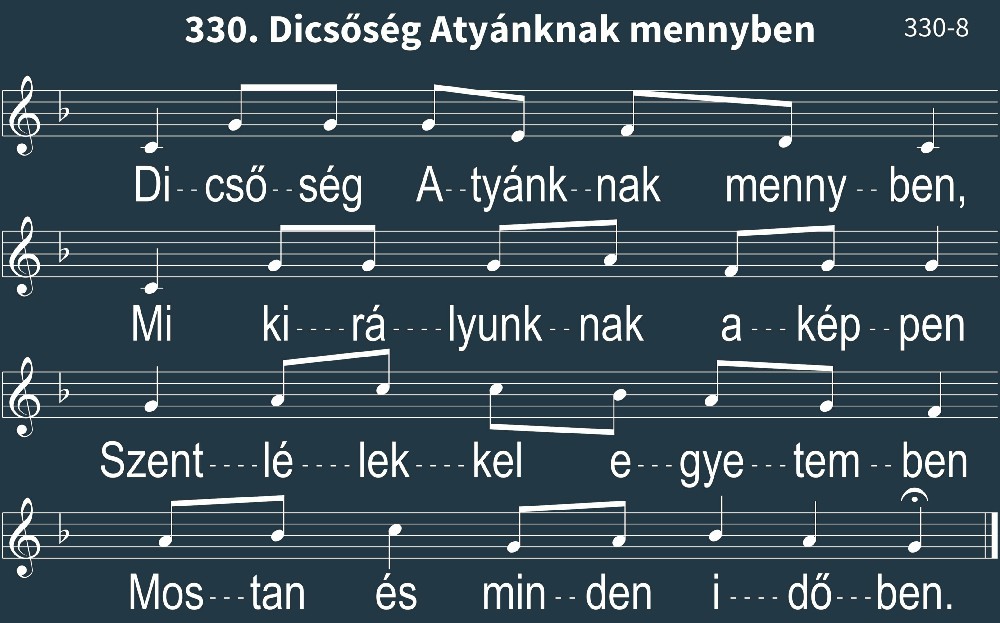 330. Dicsőség Atyánknak mennyben
330-8
Di--cső--ség A--tyánk--nak menny--ben,
Mi ki----rá----lyunk--nak a---kép--pen
Szent----lé----lek----kel e---gye---tem--ben
Mos---tan és min--den i----dő---ben.